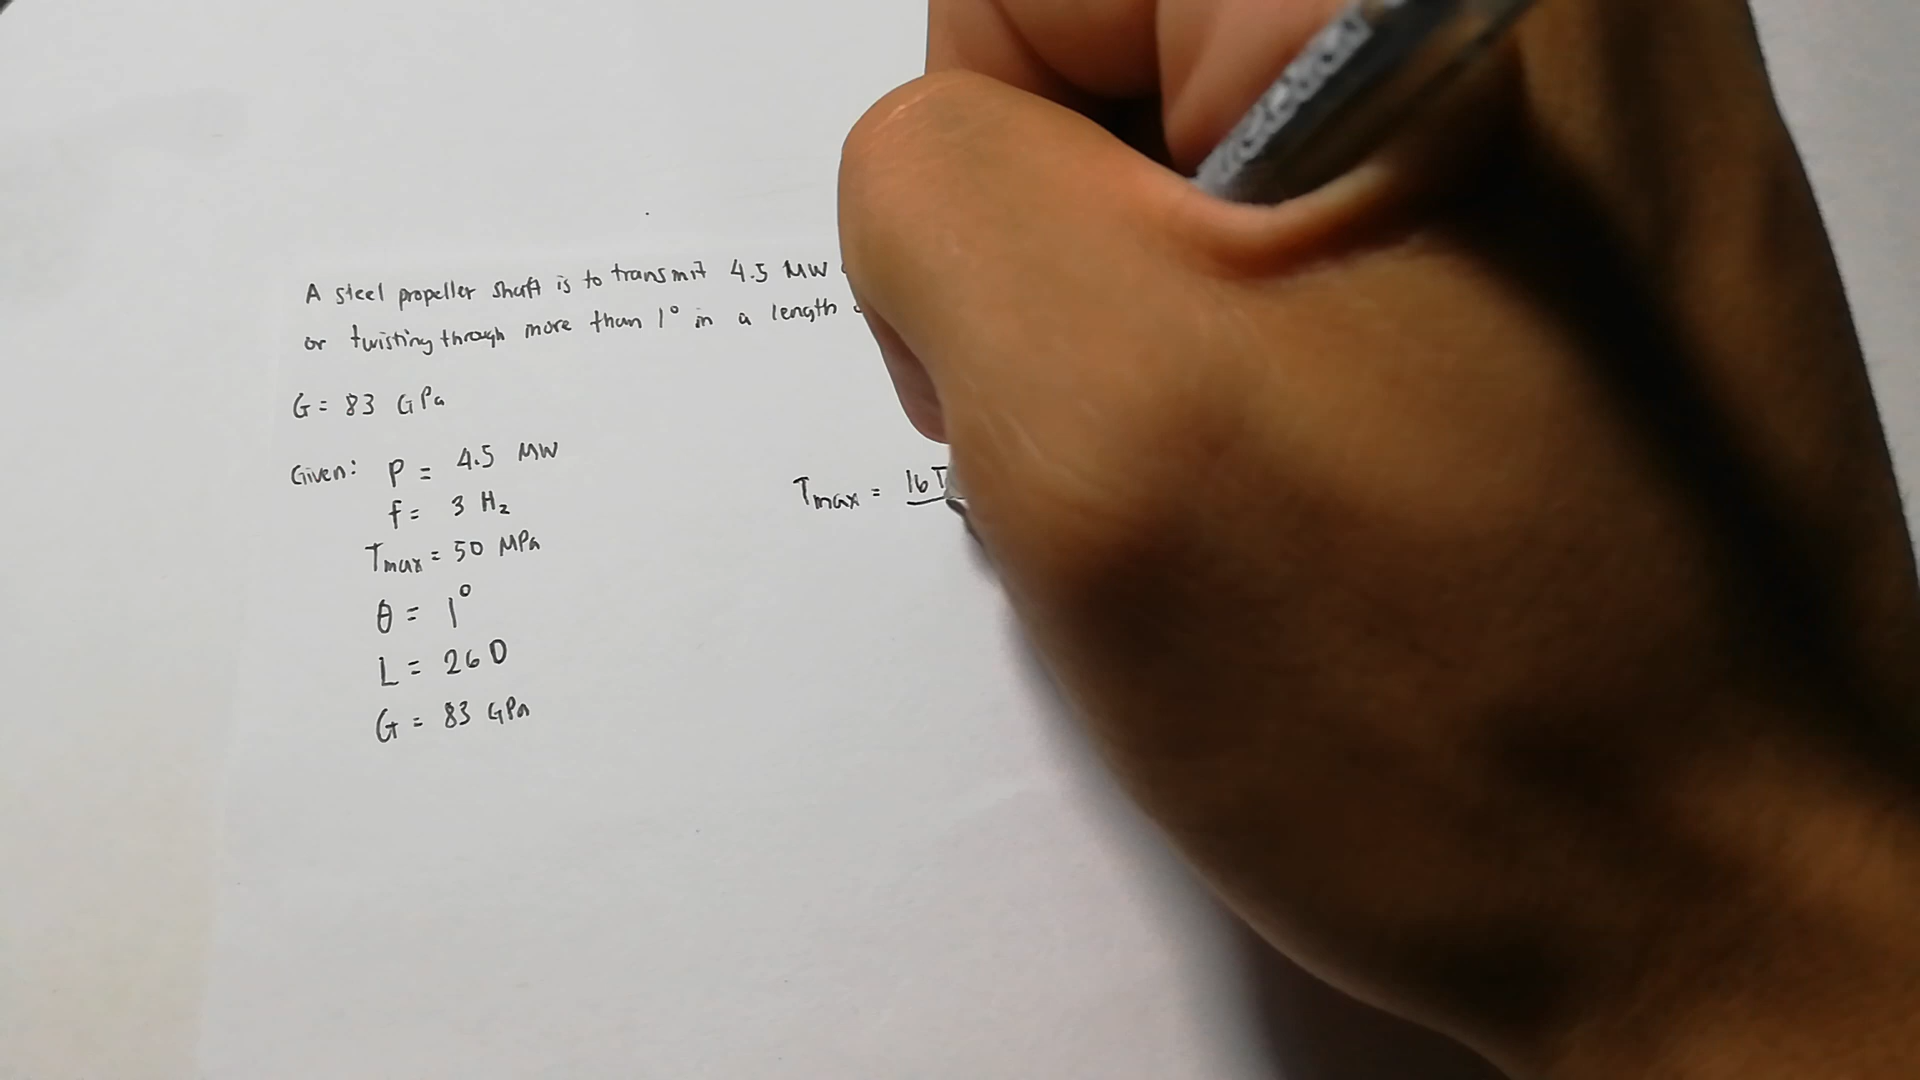 A steel propeller shaft is to transmit 4.5 MW
or twisting through more than 1° in a length
G = 83 GPa
Given: P = 4.5 MW
f = 3 Hz
τmax = 50 MPa
τmax = 16T
θ = 1°
L = 26 D
G = 83 GPa